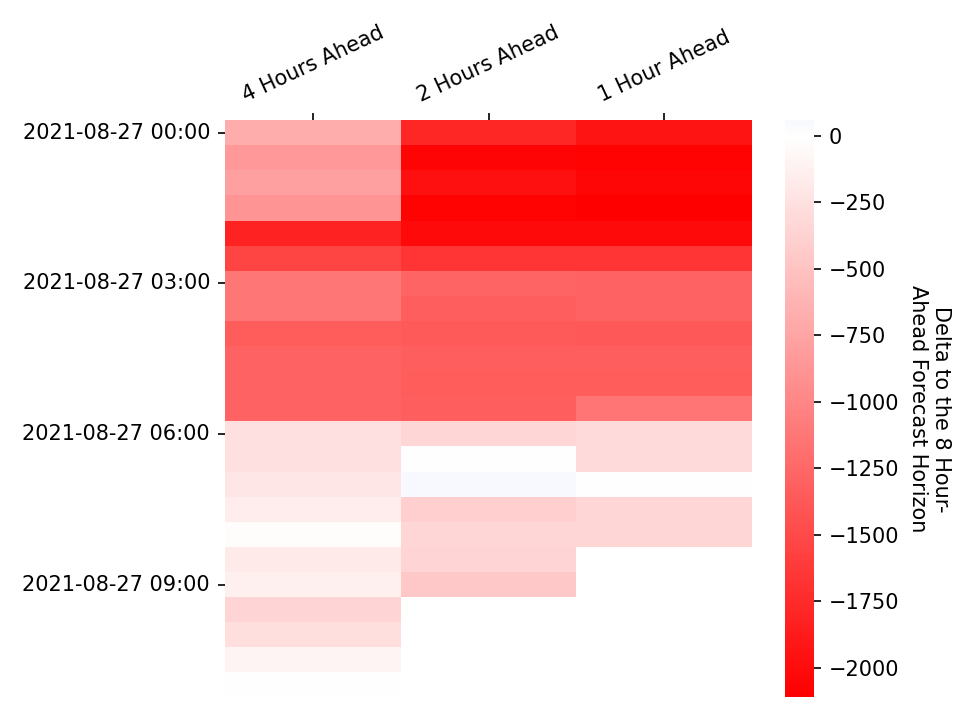 4 Hours Ahead
2 Hours Ahead
1 Hour Ahead
2021-08-27 00:00
2021-08-27 03:00
2021-08-27 06:00
2021-08-27 09:00
0
−250
−500
−750
−1000
−1250
−1500
−1750
−2000
Delta to the 8 Hour-
Ahead Forecast Horizon